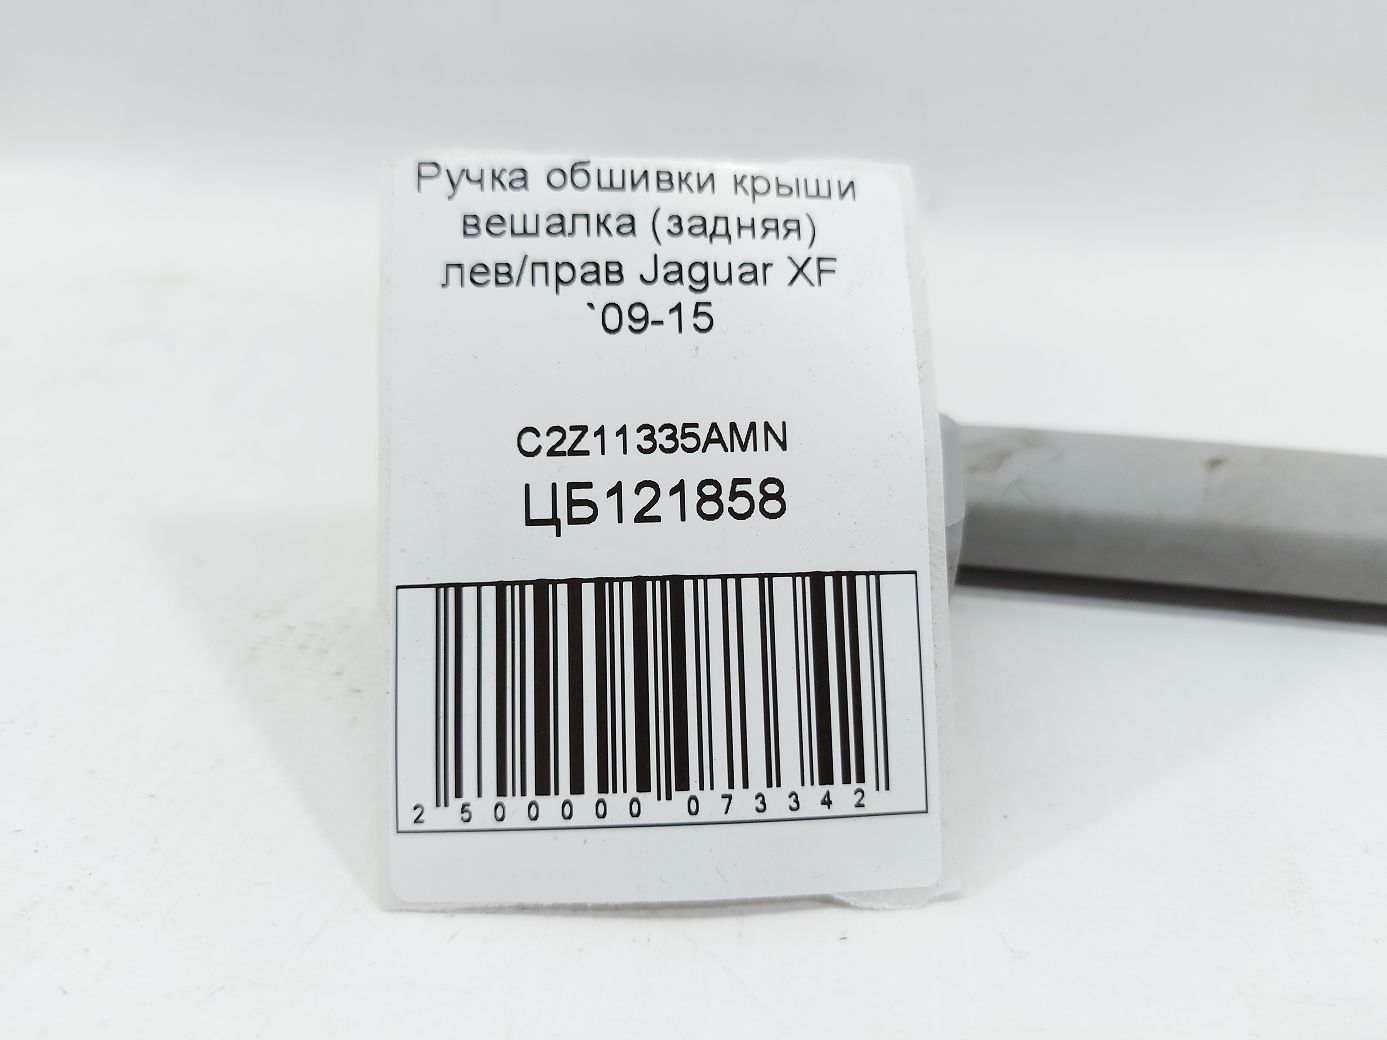 Ручка обшивки крыши
вешалка (задняя)
лев/прав Jaguar XF
`09-15
C2Z11335AMN
ЦБ121858
2 500000 073342